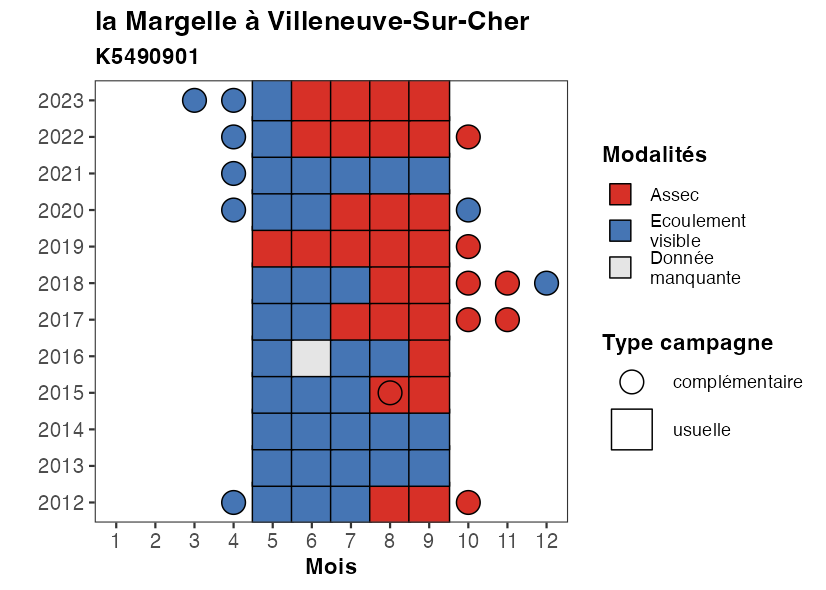 la Margelle à Villeneuve-Sur-Cher
K5490901
2023
2022
2021
2020
2019
2018
2017
2016
2015
2014
2013
2012
1 2 3 4 5 6 7 8 9 10 11 12
Mois
Modalités
Assec
Ecoulement
visible
Donnée
manquante
Type campagne
complémentaire
usuelle